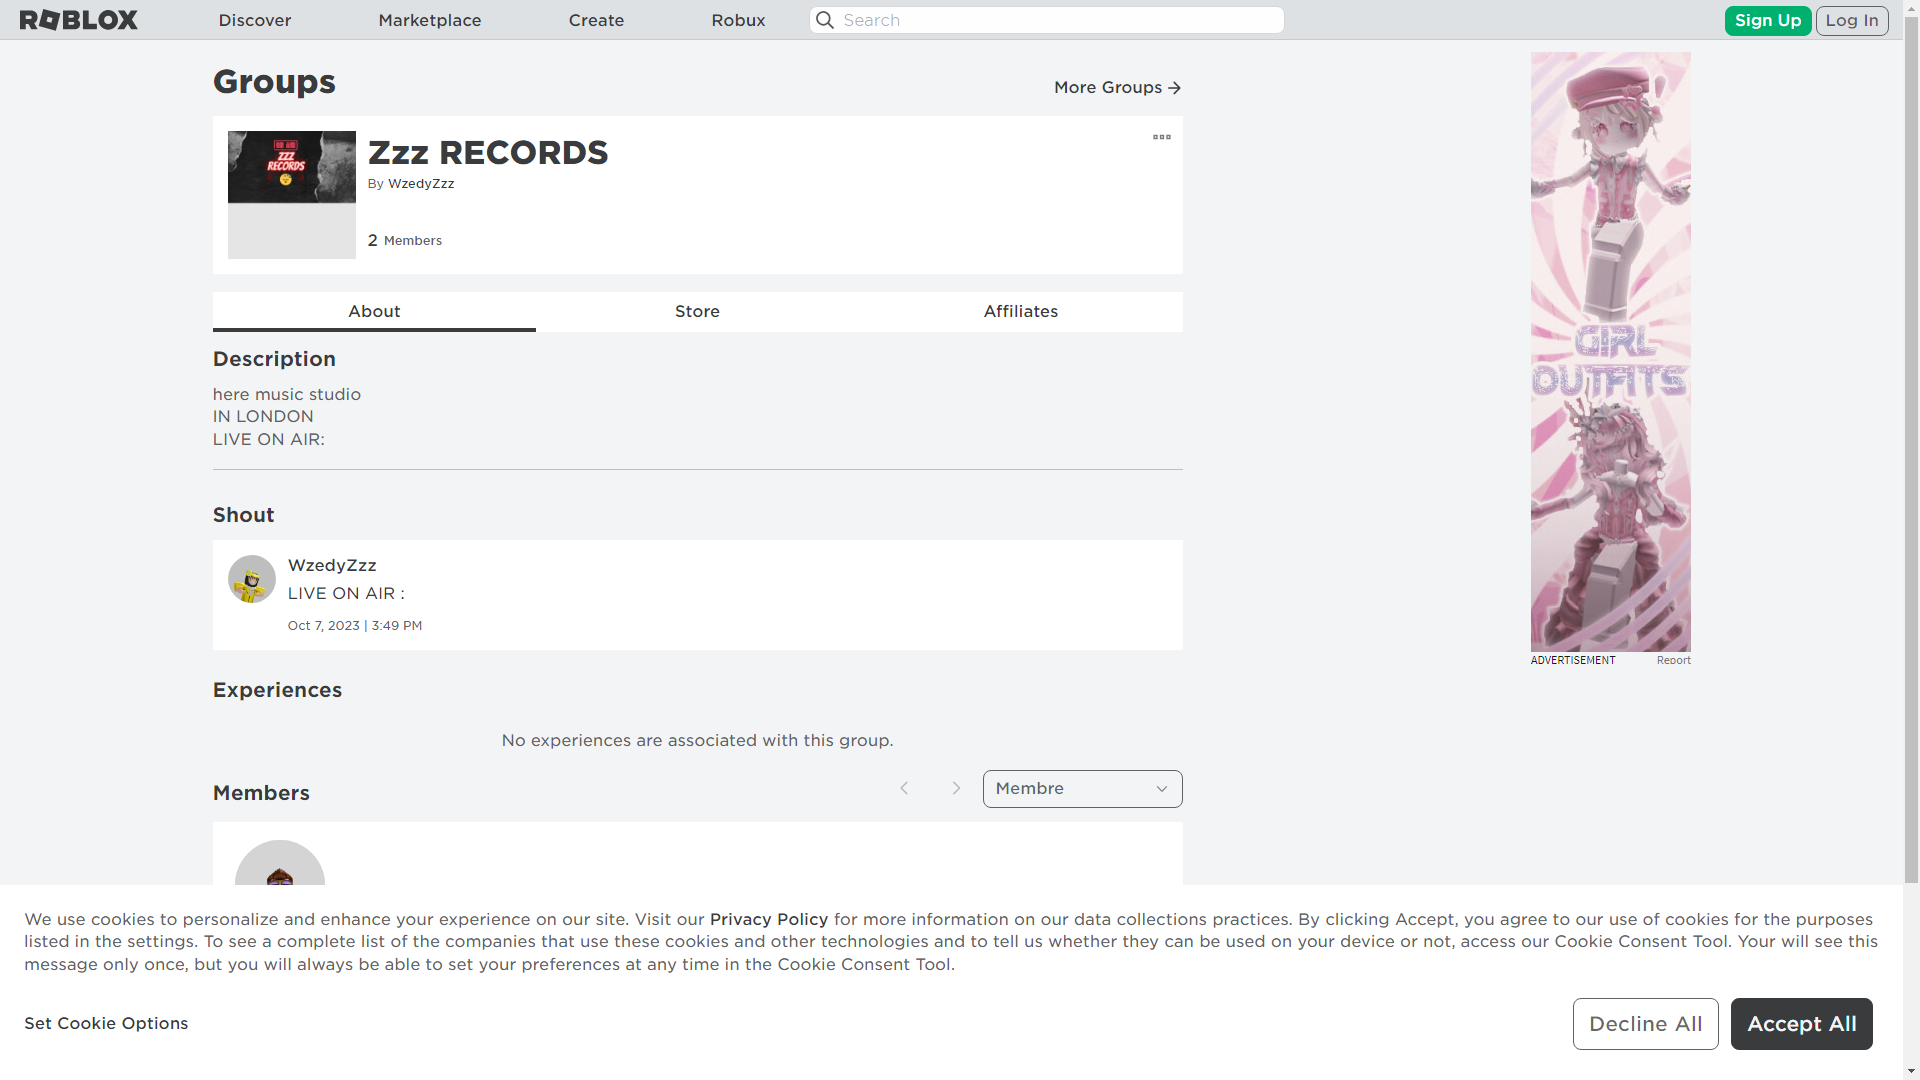 ROBLOX
Discover
Marketplace
Create
Robux
Search
Sign Up
Log In
Groups
More Groups
ZZZ
RECORDS
Zzz RECORDS
By WzedyZzz
2 Members
About
Store
Affiliates
Description
here music studio
IN LONDON
LIVE ON AIR:
Shout
WzedyZzz
LIVE ON AIR :
Oct 7, 2023 | 3:49 PM
Experiences
No experiences are associated with this group.
Members
Membre
GIRL
OUTFITS
ADVERTISEMENT
Report
We use cookies to personalize and enhance your experience on our site. Visit our Privacy Policy for more information on our data collections practices. By clicking Accept, you agree to our use of cookies for the purposes
listed in the settings. To see a complete list of the companies that use these cookies and other technologies and to tell us whether they can be used on your device or not, access our Cookie Consent Tool. Your will see this
message only once, but you will always be able to set your preferences at any time in the Cookie Consent Tool.
Set Cookie Options
Decline All
Accept All